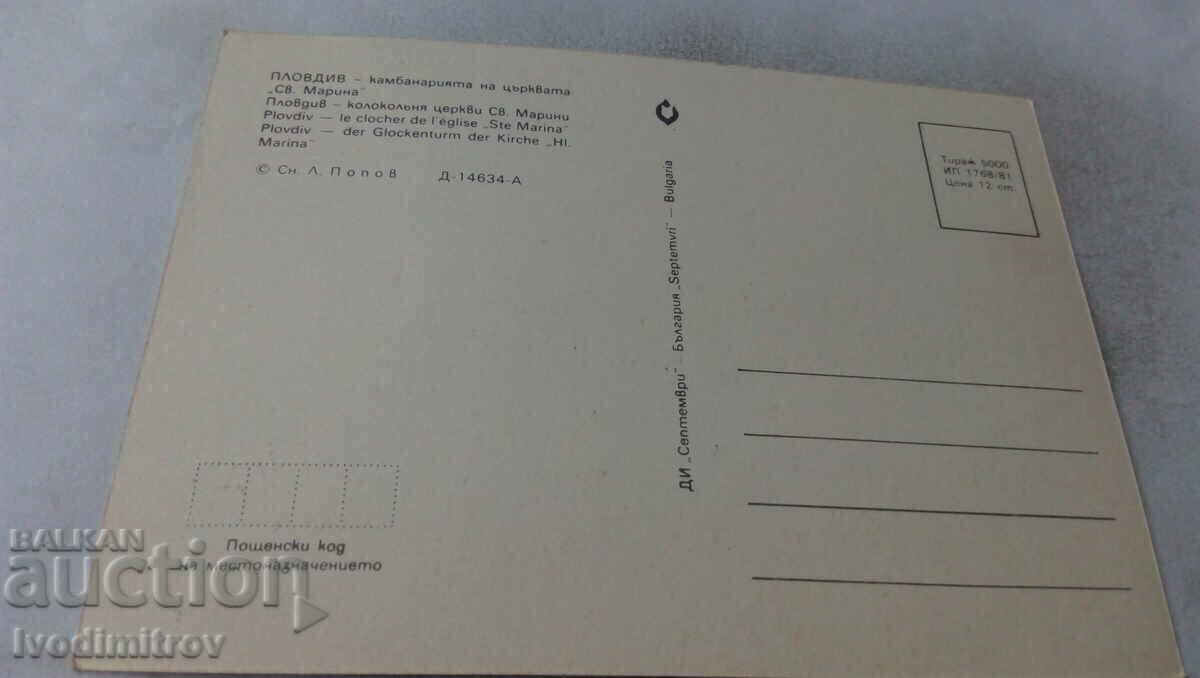 ПЛОВДИВ – камбанарията на църквата
„Св. Марина"
Пловдив – колокольня церкви Св. Марини
Plovdiv — le clocher de l'église „Ste Marina"
Plovdiv — der Glockenturm der Kirche „Hl.
Marina"
© Сн. Л. Попов Д-14634-А
ДИ „Септември" – България „Septemvri" — Bulgaria
Тираж 5000
ИП 1768/81
Цена 12 ст.
Пощенски код
на местоназначението
BALKAN
auction
Ivodimitrov